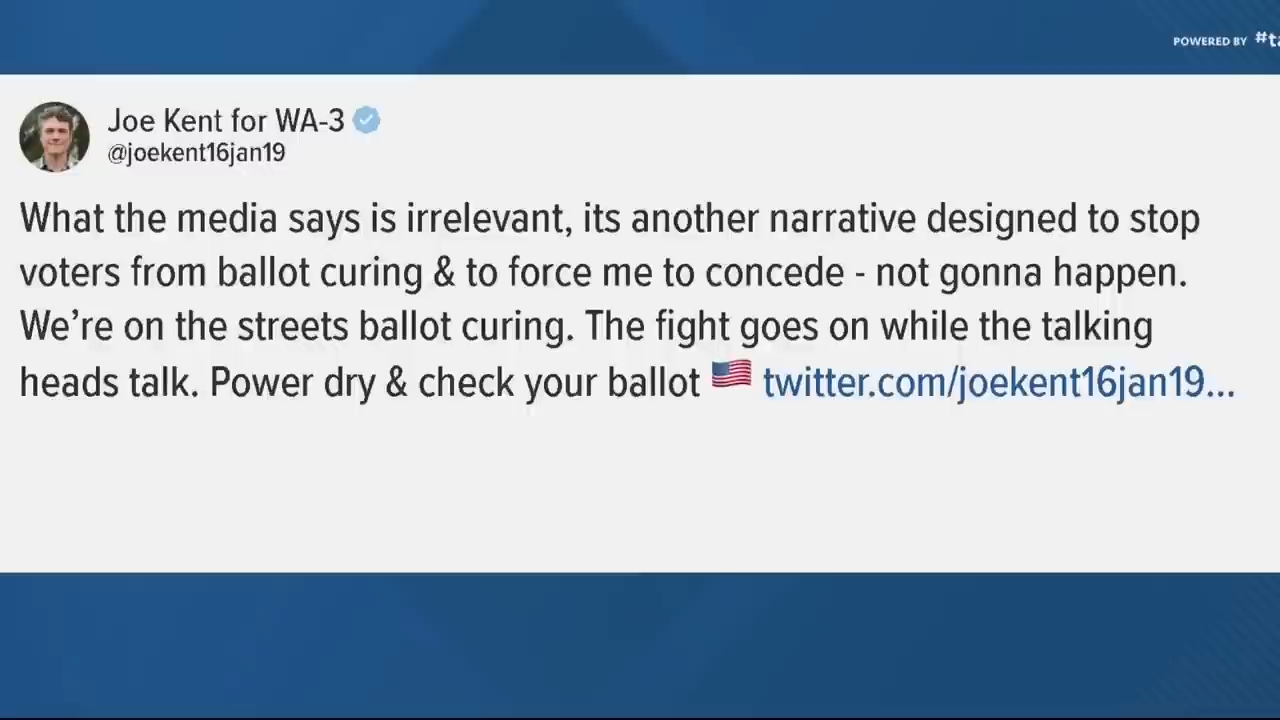 POWERED BY #ta
Joe Kent for WA-3
@joekent16jan19
What the media says is irrelevant, its another narrative designed to stop
voters from ballot curing & to force me to concede - not gonna happen.
We’re on the streets ballot curing. The fight goes on while the talking
heads talk. Power dry & check your ballot 🇺🇸 twitter.com/joekent16jan19...